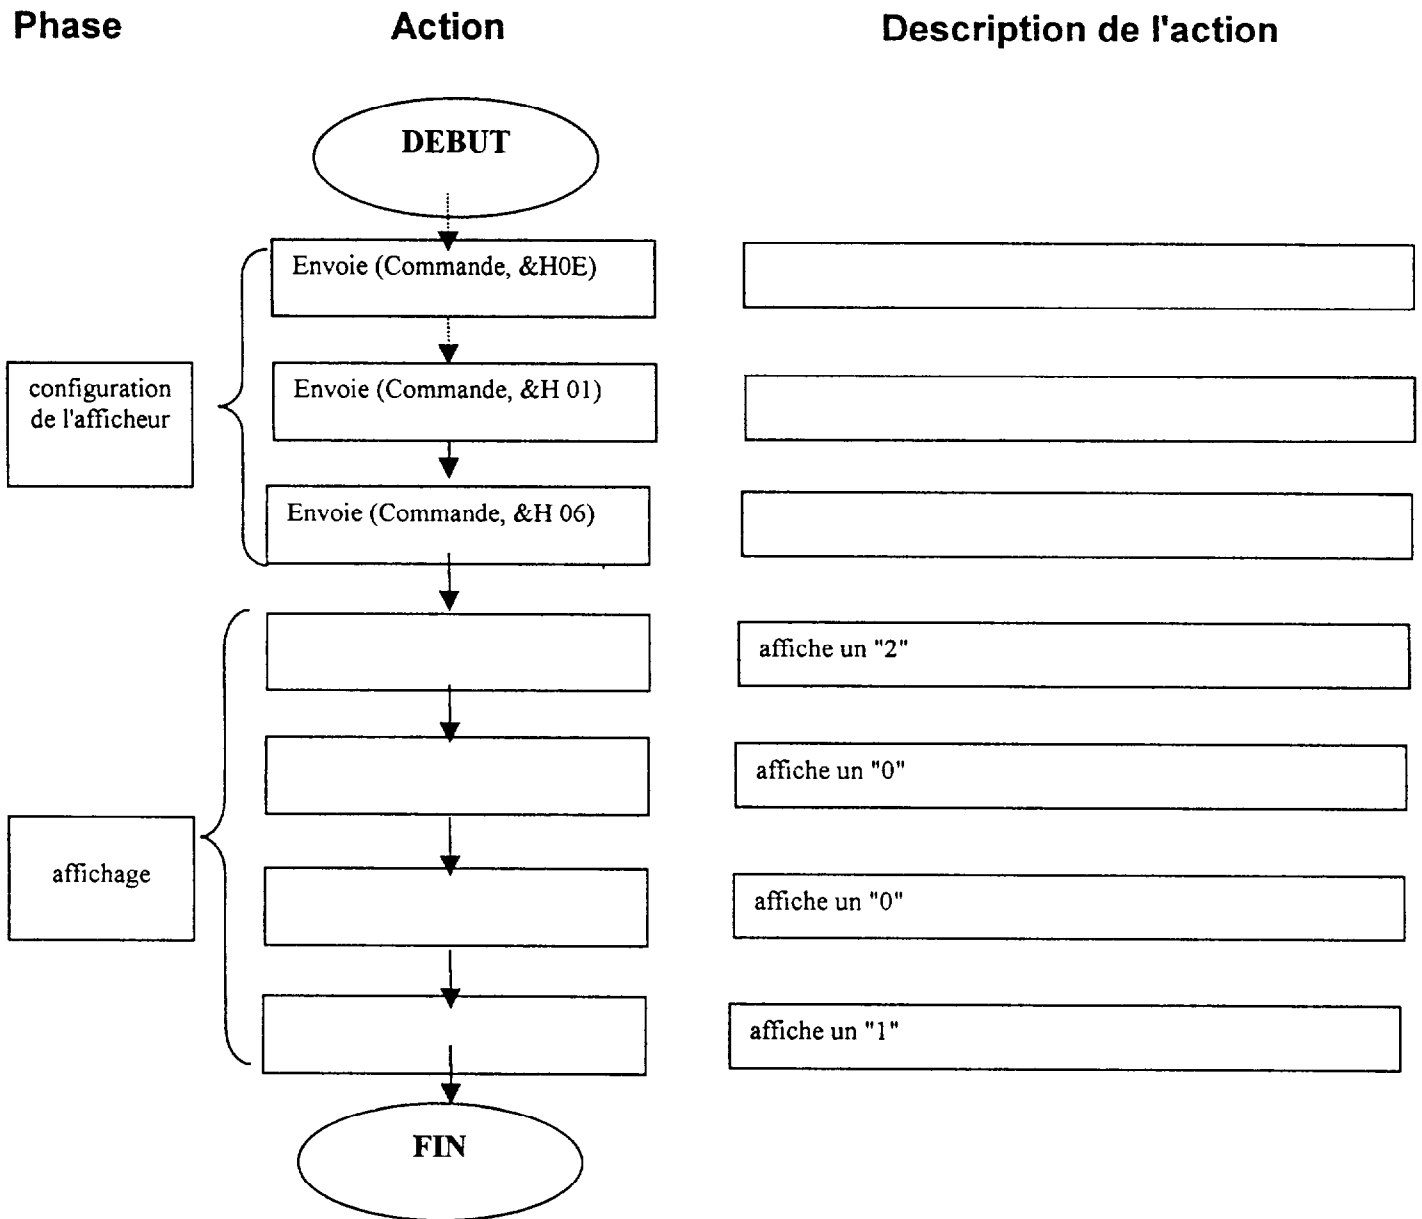 Phase Action Description de l'action
DEBUT
Envoie (Commande, &H0E)
configuration
de l'afficheur
Envoie (Commande, &H 01)
Envoie (Commande, &H 06)
affiche un "2"
affiche un "0"
affichage
affiche un "0"
affiche un "1"
FIN